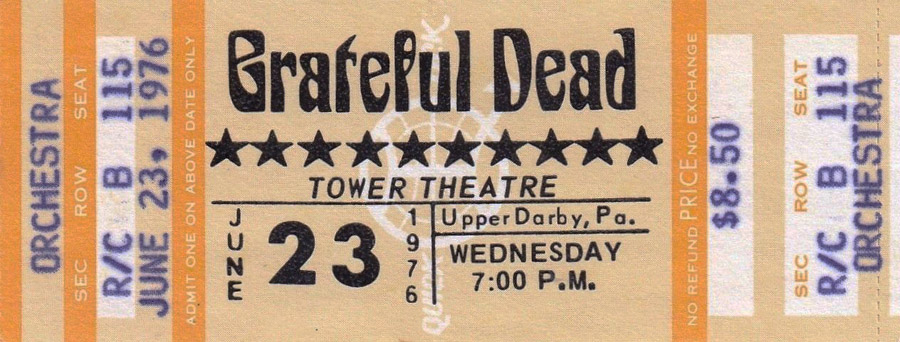 ORCHESTRA
SEC ROW SEAT
R/C B 115
JUNE 23, 1976
ADMIT ONE ON ABOVE DATE ONLY
Grateful Dead
TOWER THEATRE
JUNE
23
1976
Upper Darby, Pa.
WEDNESDAY
7:00 P.M.
NO REFUND PRICE NO EXCHANGE
$8.50
SEC ROW SEAT
R/C B 115
ORCHESTRA